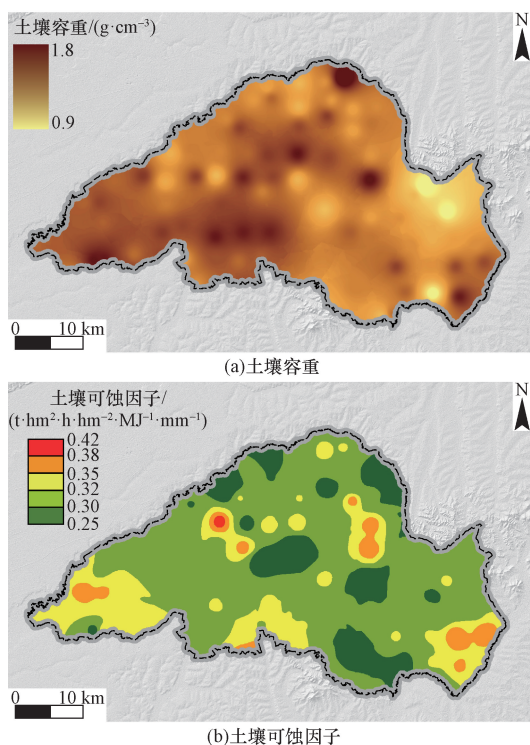 土壤容重/(g·cm⁻³)
1.8
0.9
N
0 10 km
(a)土壤容重
土壤可蚀因子/
(t·hm²·h·hm⁻²·MJ⁻¹·mm⁻¹)
0.42
0.38
0.35
0.32
0.30
0.25
N
0 10 km
(b)土壤可蚀因子